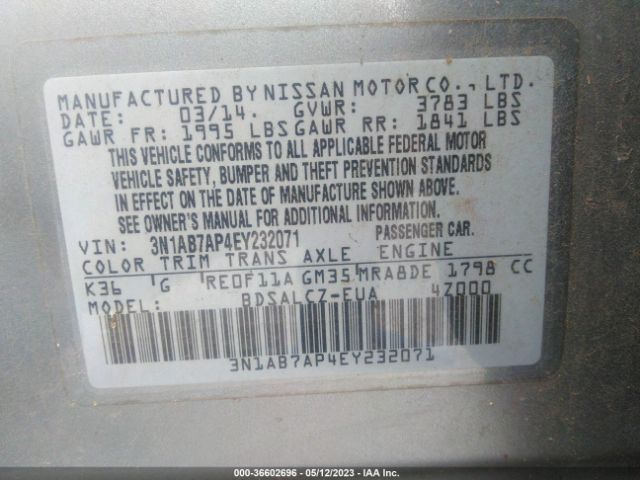 MANUFACTURED BY NISSAN MOTOR CO., LTD.
DATE: 03/14. GVWR: 3783 LBS
GAWR FR: 1995 LBS GAWR RR: 1841 LBS
THIS VEHICLE CONFORMS TO ALL APPLICABLE FEDERAL MOTOR
VEHICLE SAFETY, BUMPER AND THEFT PREVENTION STANDARDS
IN EFFECT ON THE DATE OF MANUFACTURE SHOWN ABOVE.
SEE OWNER'S MANUAL FOR ADDITIONAL INFORMATION.
VIN: 3N1AB7AP4EY232071 PASSENGER CAR.
COLOR TRIM TRANS AXLE ENGINE
K36 G RE0F11A GM35 MRA8DE 1798 CC
MODEL: BDSALCZ-EUA 4Z000
3N1AB7AP4EY232071
000-36602696 - 05/12/2023 - IAAI.CA